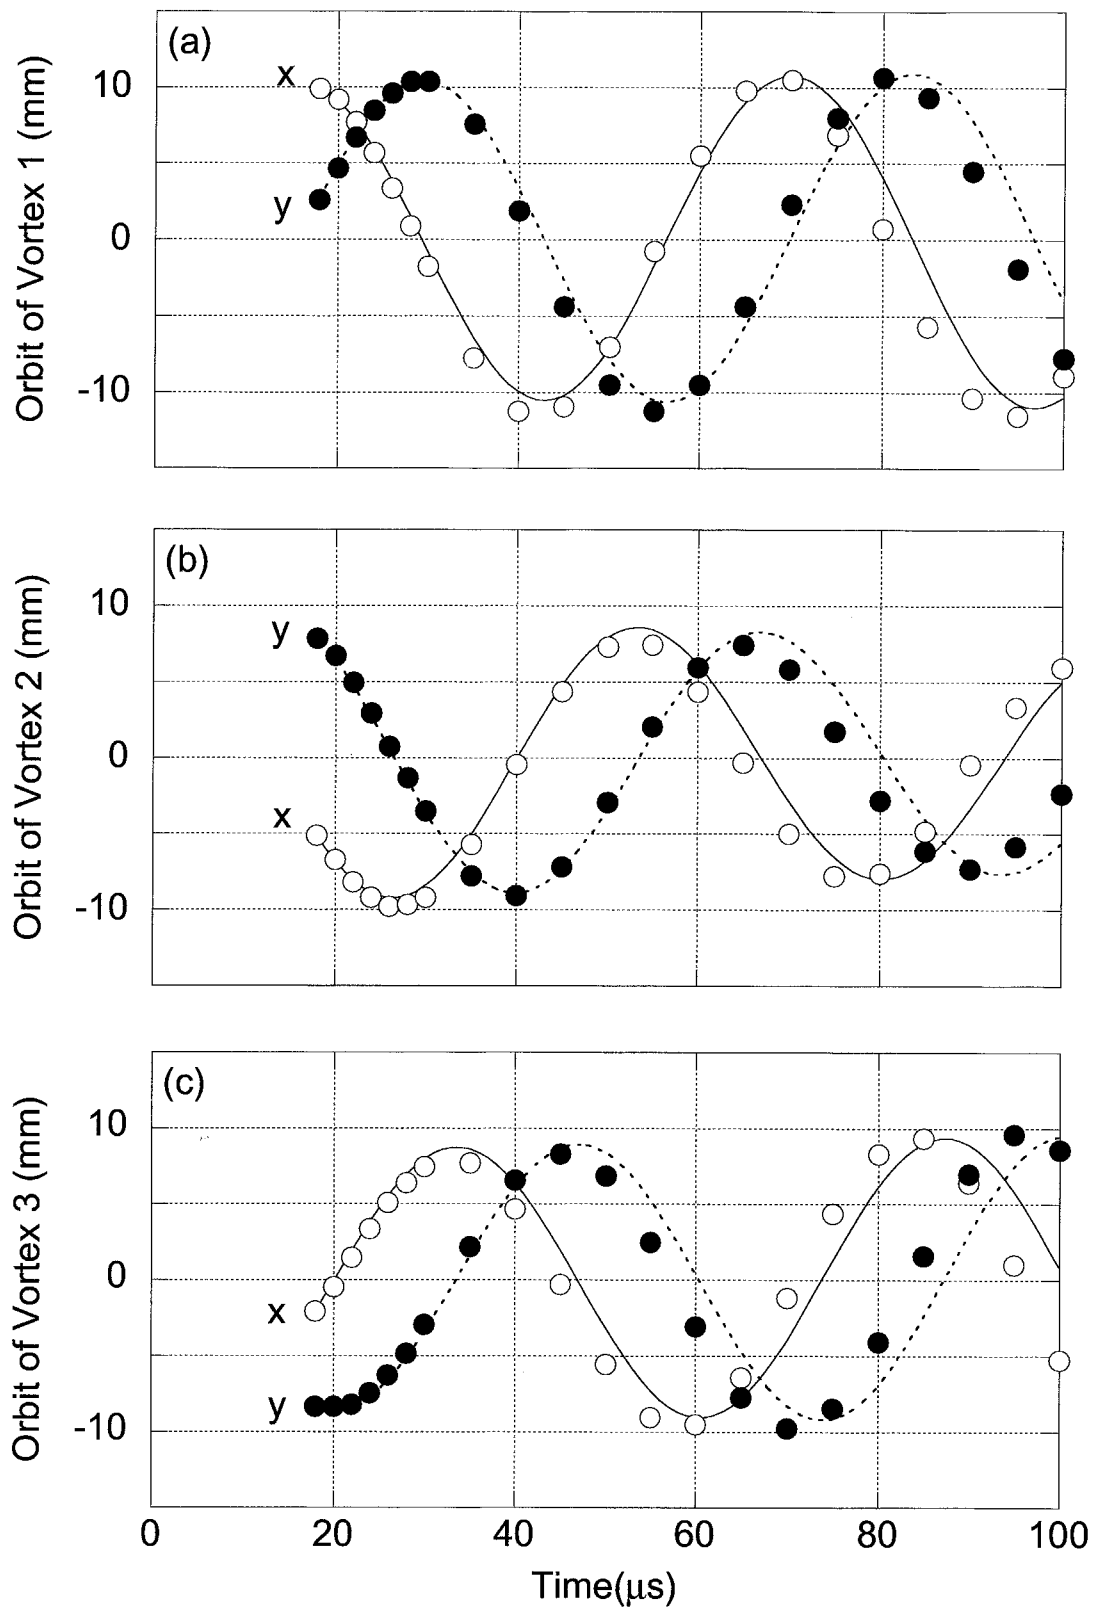 (a)
x
y
10
0
-10
Orbit of Vortex 1 (mm)
(b)
y
x
10
0
-10
Orbit of Vortex 2 (mm)
(c)
x
y
10
0
-10
Orbit of Vortex 3 (mm)
0 20 40 60 80 100
Time(μs)